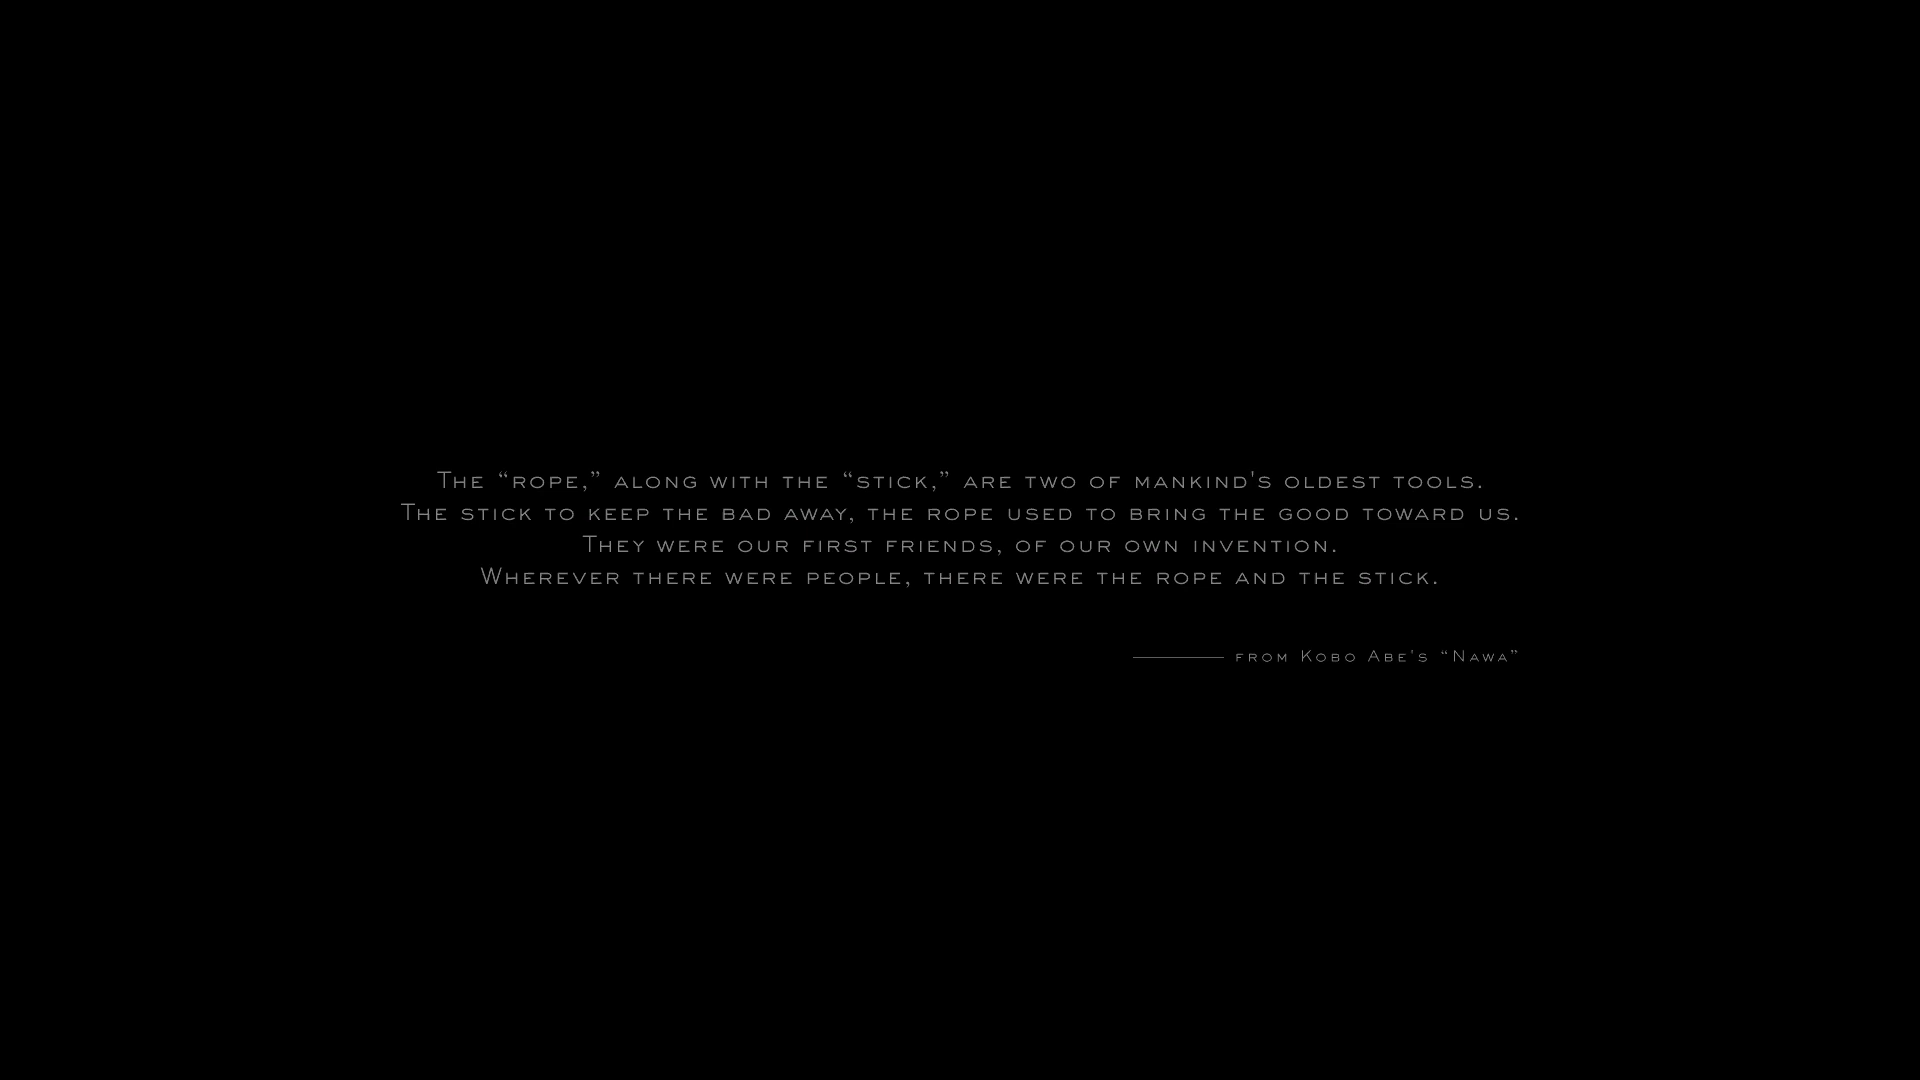 The “rope,” along with the “stick,” are two of mankind's oldest tools.
The stick to keep the bad away, the rope used to bring the good toward us.
They were our first friends, of our own invention.
Wherever there were people, there were the rope and the stick.
from Kobo Abe's “Nawa”